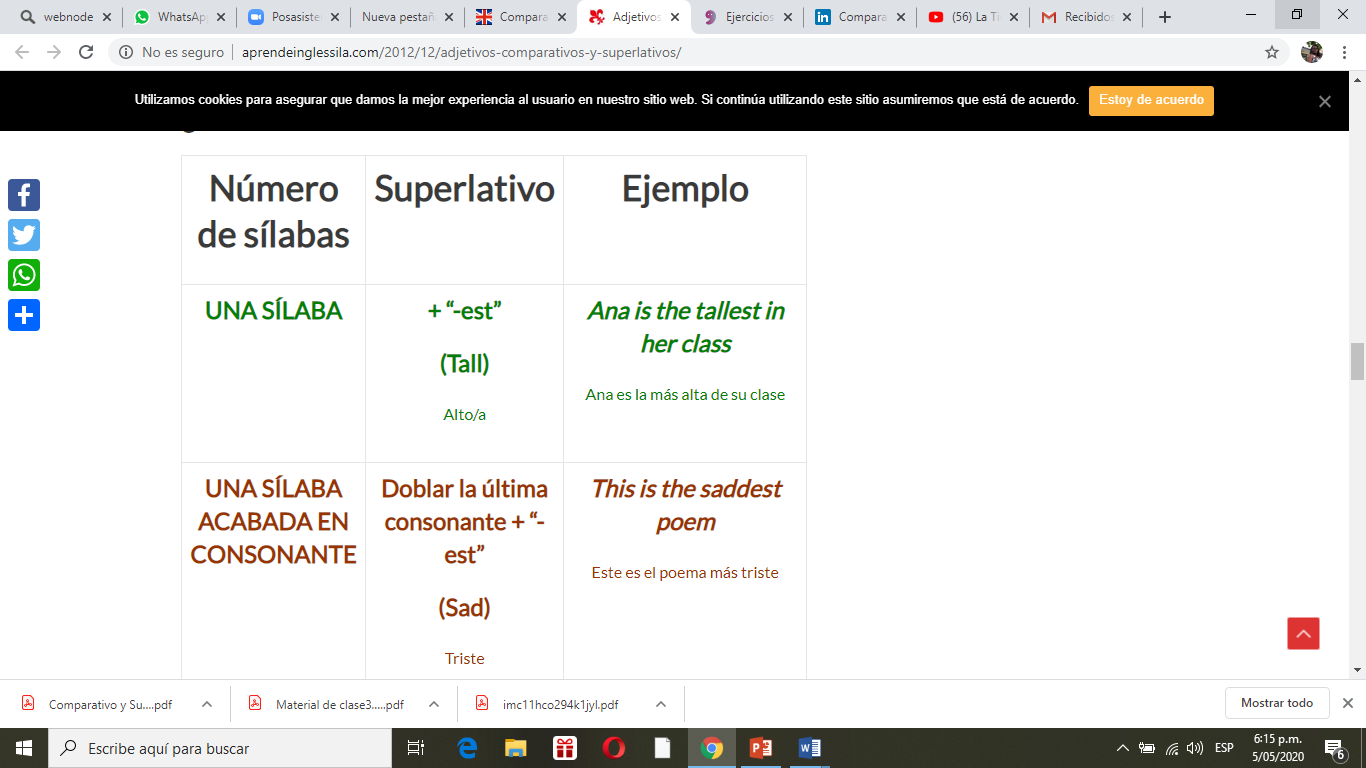 webnode
WhatsAp
Posasiste
Nueva pestañ
Compara
Adjetivos
Ejercicios
Compara
(56) La Ti
Recibidos
No es seguro
aprendeinglessila.com/2012/12/adjetivos-comparativos-y-superlativos/
Utilizamos cookies para asegurar que damos la mejor experiencia al usuario en nuestro sitio web. Si continúa utilizando este sitio asumiremos que está de acuerdo.
Estoy de acuerdo
Número
de sílabas
Superlativo
Ejemplo
UNA SÍLABA
+ “-est”
(Tall)
Alto/a
Ana is the tallest in
her class
Ana es la más alta de su clase
UNA SÍLABA
ACABADA EN
CONSONANTE
Doblar la última
consonante + “-
est”
(Sad)
Triste
This is the saddest
poem
Este es el poema más triste
Comparativo y Su....pdf
Material de clase3.....pdf
imc11hco294k1jyl.pdf
Mostrar todo
Escribe aquí para buscar
ESP
6:15 p.m.
5/05/2020
6